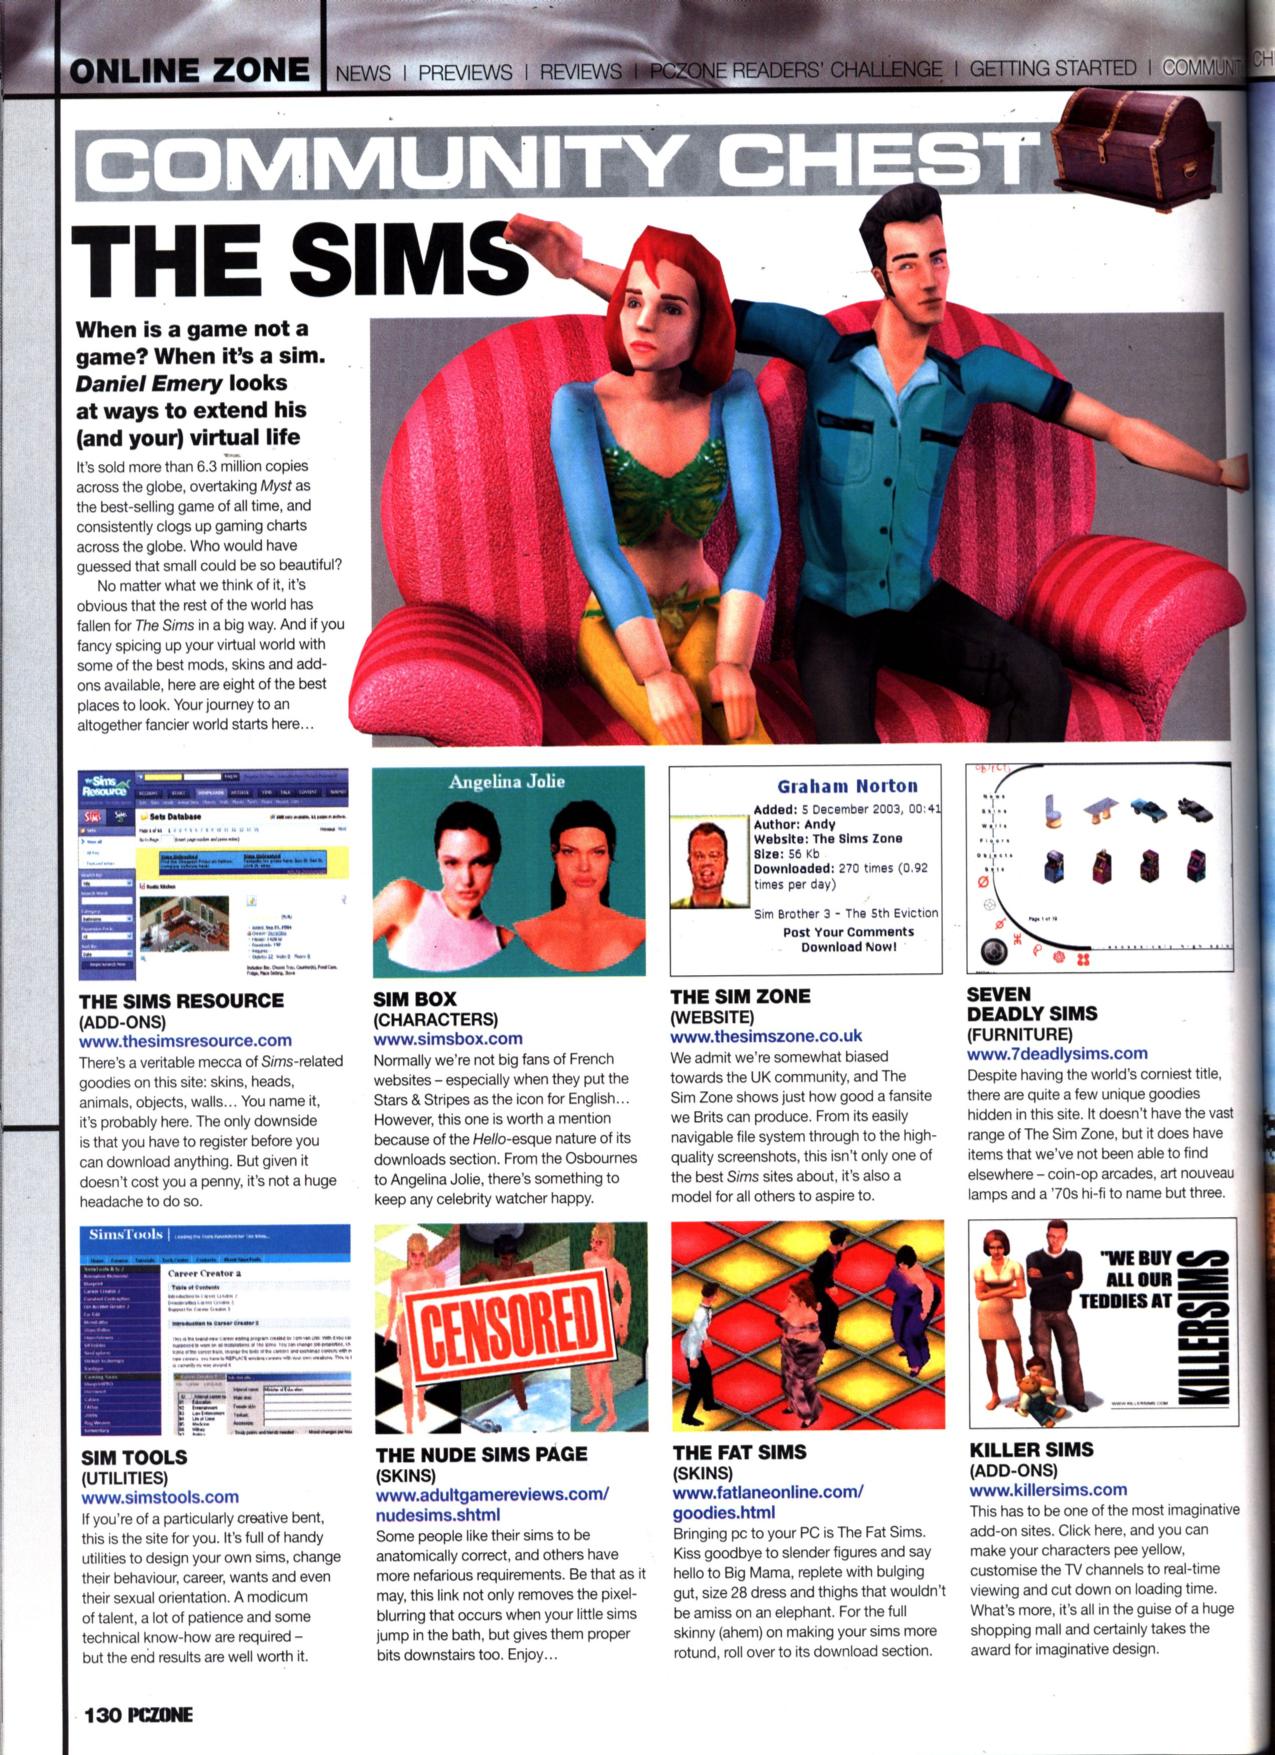 ONLINE ZONE
NEWS | PREVIEWS | REVIEWS | PCZONE READERS' CHALLENGE | GETTING STARTED | COMMUNIT
CH
COMMUNITY CHEST
THE SIMS
When is a game not a
game? When it's a sim.
Daniel Emery looks
at ways to extend his
(and your) virtual life
It's sold more than 6.3 million copies
across the globe, overtaking Myst as
the best-selling game of all time, and
consistently clogs up gaming charts
across the globe. Who would have
guessed that small could be so beautiful?
No matter what we think of it, it's
obvious that the rest of the world has
fallen for The Sims in a big way. And if you
fancy spicing up your virtual world with
some of the best mods, skins and add-
ons available, here are eight of the best
places to look. Your journey to an
altogether fancier world starts here...
the Sims
Resource
Sets Database
Rustic Kitchen
THE SIMS RESOURCE
(ADD-ONS)
www.thesimsresource.com
There's a veritable mecca of Sims-related
goodies on this site: skins, heads,
animals, objects, walls... You name it,
it's probably here. The only downside
is that you have to register before you
can download anything. But given it
doesn't cost you a penny, it's not a huge
headache to do so.
Angelina Jolie
SIM BOX
(CHARACTERS)
www.simsbox.com
Normally we're not big fans of French
websites – especially when they put the
Stars & Stripes as the icon for English...
However, this one is worth a mention
because of the Hello-esque nature of its
downloads section. From the Osbournes
to Angelina Jolie, there's something to
keep any celebrity watcher happy.
Graham Norton
Added: 5 December 2003, 00:41
Author: Andy
Website: The Sims Zone
Size: 56 Kb
Downloaded: 270 times (0.92
times per day)
Sim Brother 3 - The 5th Eviction
Post Your Comments
Download Now!
THE SIM ZONE
(WEBSITE)
www.thesimszone.co.uk
We admit we're somewhat biased
towards the UK community, and The
Sim Zone shows just how good a fansite
we Brits can produce. From its easily
navigable file system through to the high-
quality screenshots, this isn't only one of
the best Sims sites about, it's also a
model for all others to aspire to.
Page 1 of 19
SEVEN
DEADLY SIMS
(FURNITURE)
www.7deadlysims.com
Despite having the world's corniest title,
there are quite a few unique goodies
hidden in this site. It doesn't have the vast
range of The Sim Zone, but it does have
items that we've not been able to find
elsewhere – coin-op arcades, art nouveau
lamps and a '70s hi-fi to name but three.
SimsTools
Career Creator 2
Table of Contents
Introduction to Career Creator 2
SIM TOOLS
(UTILITIES)
www.simstools.com
If you're of a particularly creative bent,
this is the site for you. It's full of handy
utilities to design your own sims, change
their behaviour, career, wants and even
their sexual orientation. A modicum
of talent, a lot of patience and some
technical know-how are required –
but the end results are well worth it.
CENSORED
THE NUDE SIMS PAGE
(SKINS)
www.adultgamereviews.com/
nudesims.shtml
Some people like their sims to be
anatomically correct, and others have
more nefarious requirements. Be that as it
may, this link not only removes the pixel-
blurring that occurs when your little sims
jump in the bath, but gives them proper
bits downstairs too. Enjoy...
THE FAT SIMS
(SKINS)
www.fatlaneonline.com/
goodies.html
Bringing pc to your PC is The Fat Sims.
Kiss goodbye to slender figures and say
hello to Big Mama, replete with bulging
gut, size 28 dress and thighs that wouldn't
be amiss on an elephant. For the full
skinny (ahem) on making your sims more
rotund, roll over to its download section.
"WE BUY
ALL OUR
TEDDIES AT
KILLERSIMS
WWW.KILLERSIMS.COM
KILLER SIMS
(ADD-ONS)
www.killersims.com
This has to be one of the most imaginative
add-on sites. Click here, and you can
make your characters pee yellow,
customise the TV channels to real-time
viewing and cut down on loading time.
What's more, it's all in the guise of a huge
shopping mall and certainly takes the
award for imaginative design.
130 PCZONE